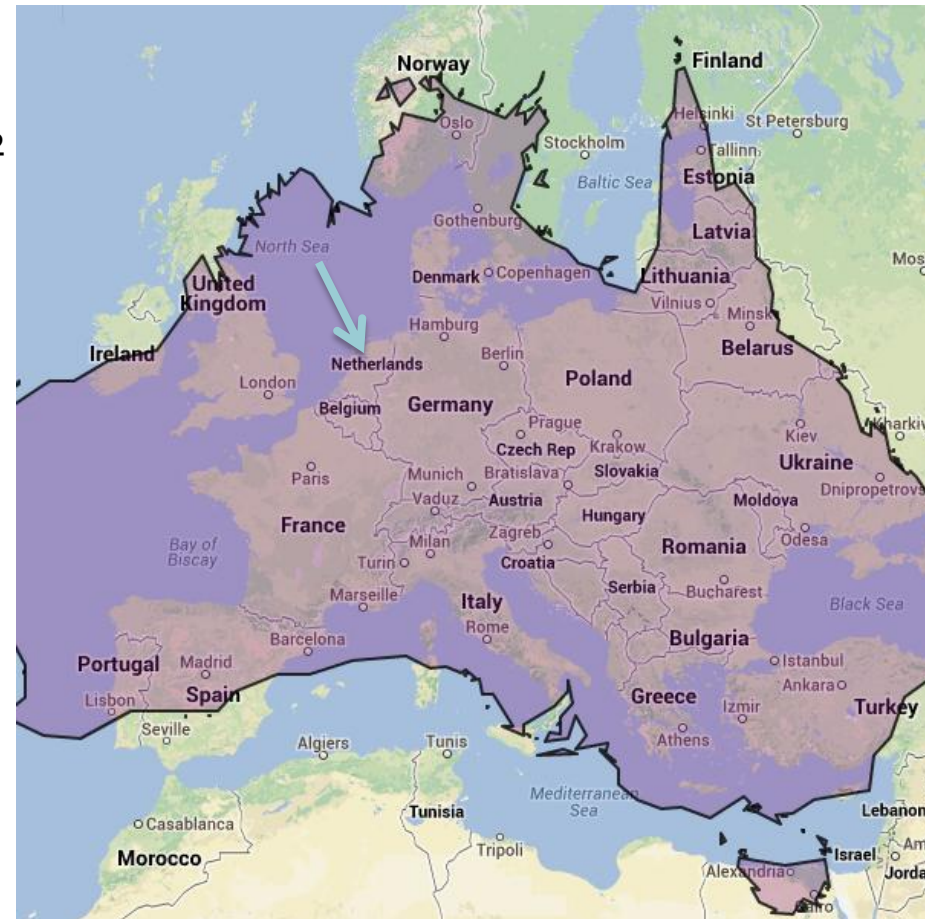 Norway
Finland
Helsinki
St Petersburg
Oslo
Stockholm
Tallinn
Estonia
Baltic Sea
Gothenburg
Latvia
North Sea
Mos
Denmark
Copenhagen
Lithuania
United
Kingdom
Vilnius
Minsk
Hamburg
Ireland
Berlin
Belarus
Netherlands
London
Poland
Belgium
Germany
Prague
Kiev
Kharkiv
Czech Rep
Krakow
Paris
Munich
Bratislava
Slovakia
Ukraine
Vaduz
Austria
Moldova
Dnipropetrovs
France
Zagreb
Hungary
Odesa
Bay of
Biscay
Milan
Romania
Turin
Croatia
Serbia
Bucharest
Marseille
Italy
Black Sea
Rome
Barcelona
Bulgaria
Portugal
Madrid
Istanbul
Lisbon
Spain
Greece
Ankara
Izmir
Turkey
Seville
Algiers
Tunis
Athens
Mediterranean
Sea
Tunisia
Lebanon
Casablanca
Tripoli
Morocco
Israel
Am
Alexandria
Jorda
Cairo
2